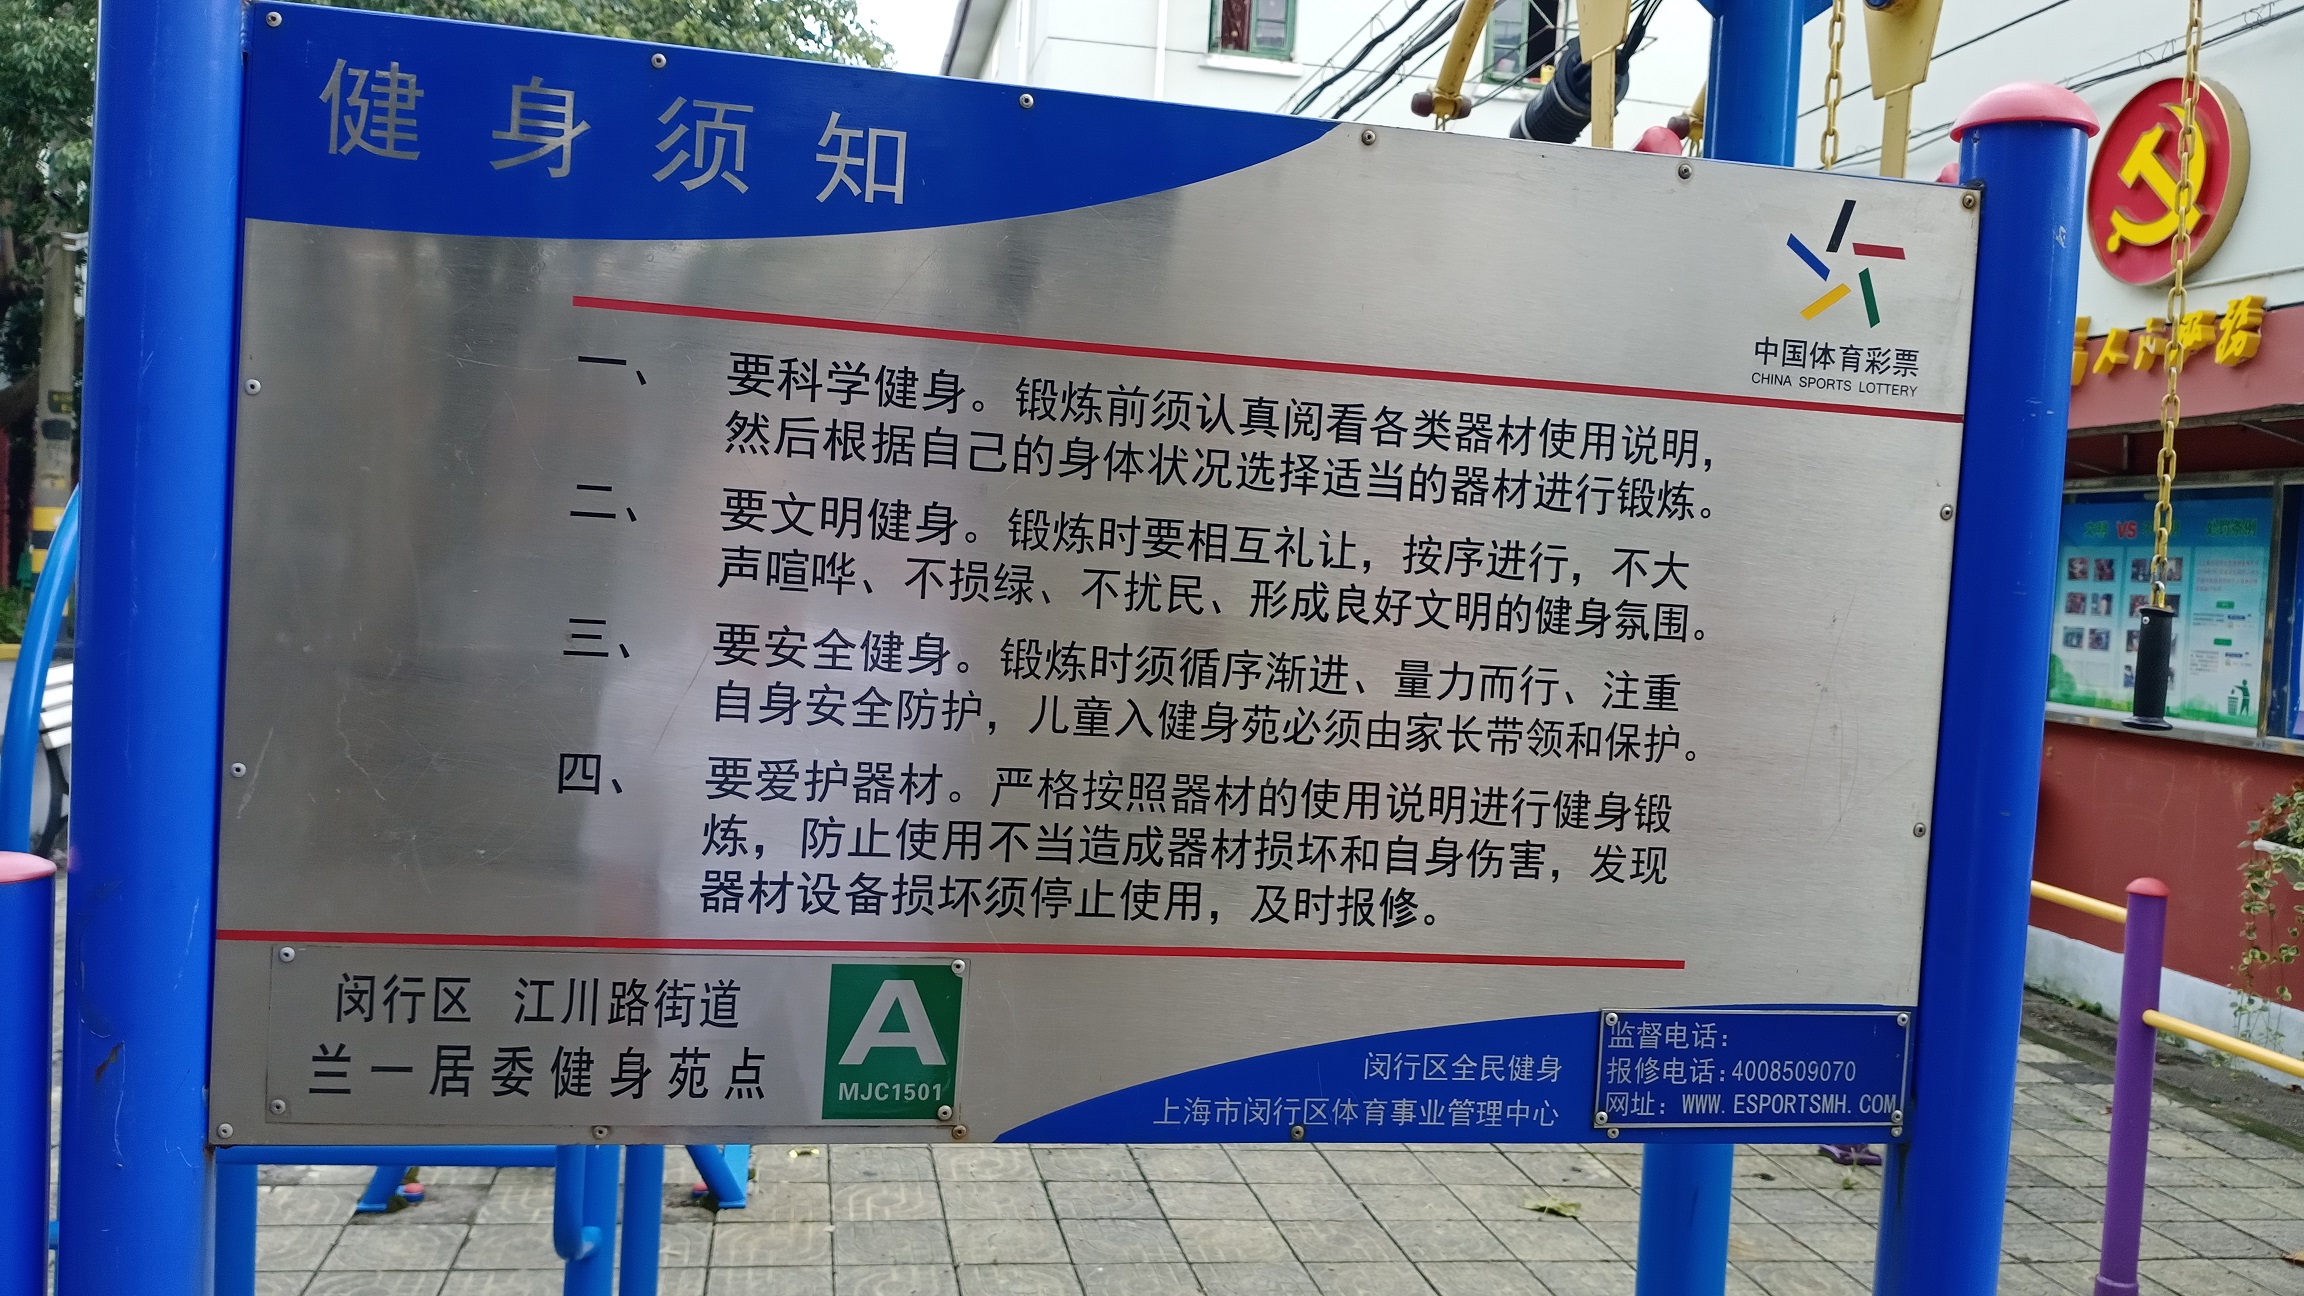 健身须知
中国体育彩票
CHINA SPORTS LOTTERY
一、 要科学健身。锻炼前须认真阅看各类器材使用说明，
然后根据自己的身体状况选择适当的器材进行锻炼。
二、 要文明健身。锻炼时要相互礼让，按序进行，不大
声喧哗、不损绿、不扰民、形成良好文明的健身氛围。
三、 要安全健身。锻炼时须循序渐进、量力而行、注重
自身安全防护，儿童入健身苑必须由家长带领和保护。
四、 要爱护器材。严格按照器材的使用说明进行健身锻
炼，防止使用不当造成器材损坏和自身伤害，发现
器材设备损坏须停止使用，及时报修。
闵行区 江川路街道
兰一居委健身苑点
A
MJC1501
闵行区全民健身
上海市闵行区体育事业管理中心
监督电话：
报修电话：4008509070
网址：WWW.ESPORTSMH.COM
VS